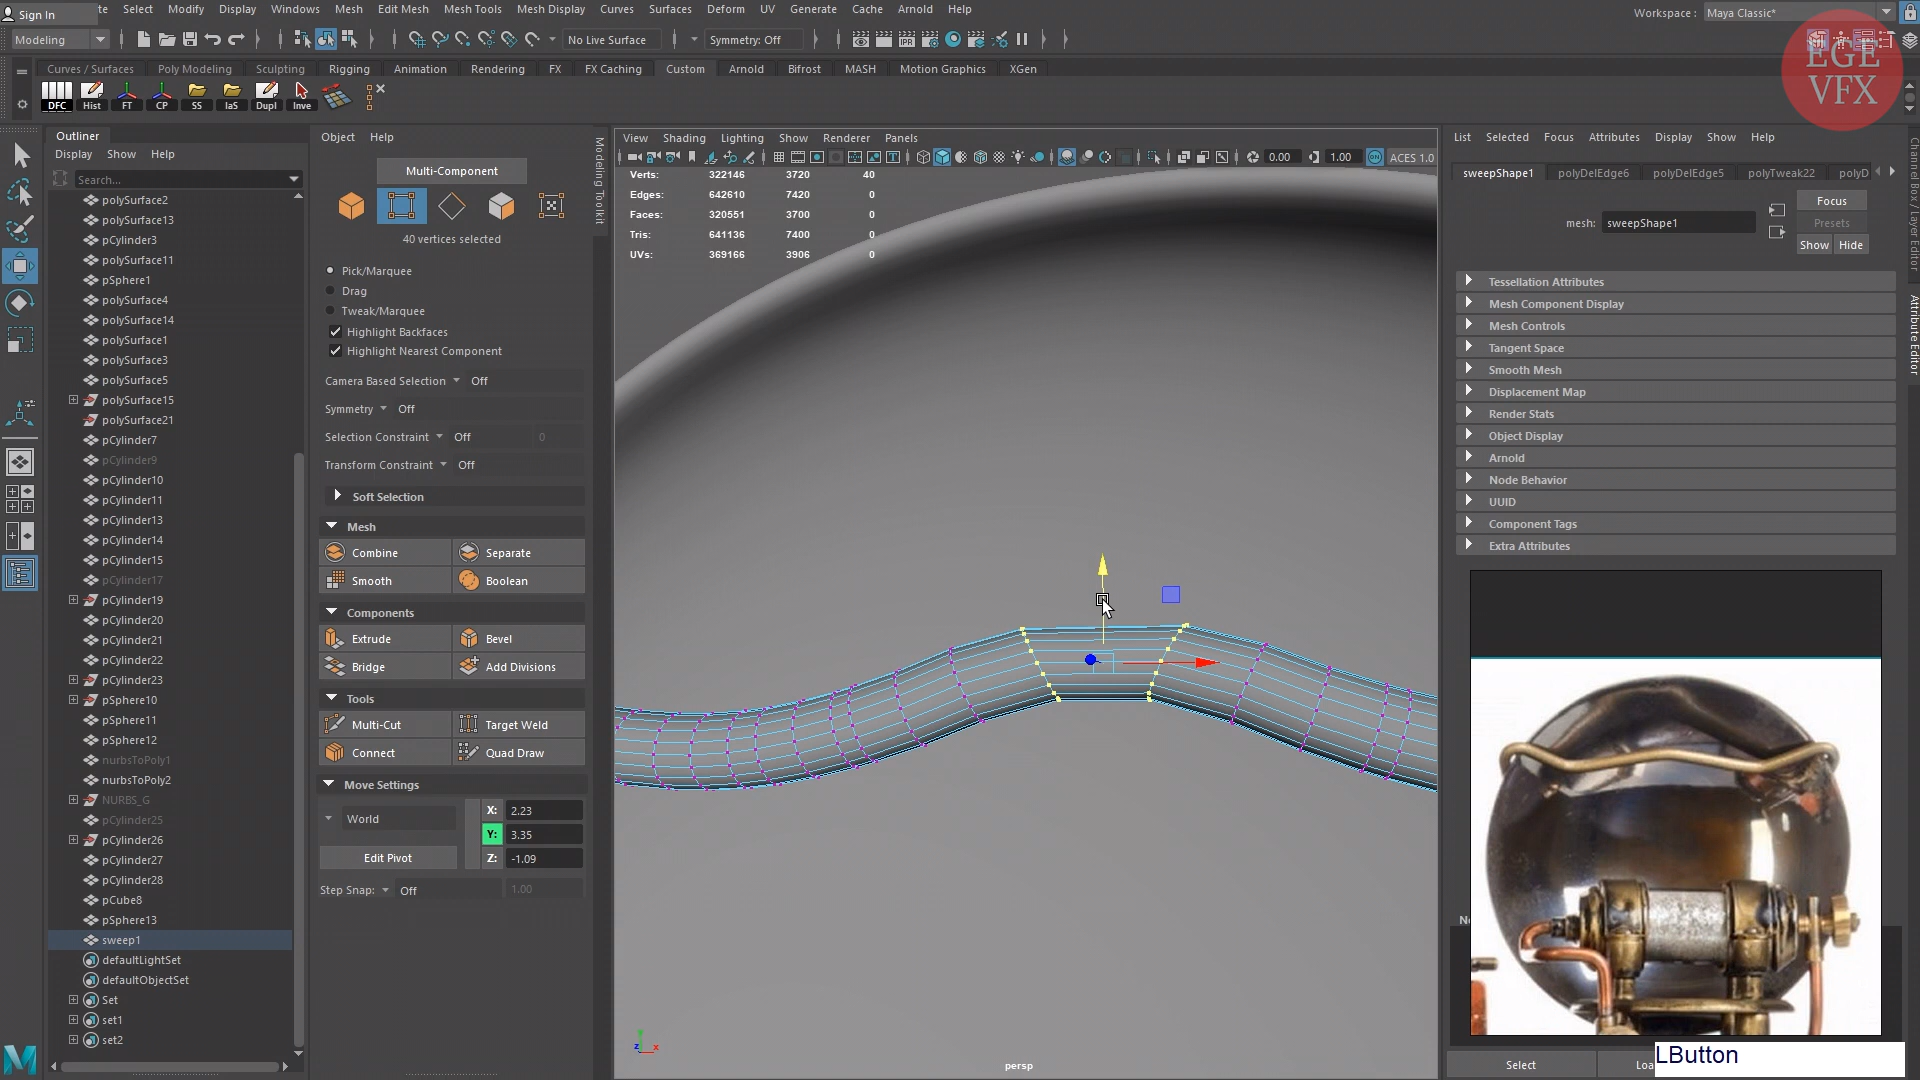 Sign In
te Select Modify Display Windows Mesh Edit Mesh Mesh Tools Mesh Display Curves Surfaces Deform UV Generate Cache Arnold Help
Workspace : Maya Classic*
Modeling No Live Surface Symmetry: Off
IPR
Curves / Surfaces Poly Modeling Sculpting Rigging Animation Rendering FX FX Caching Custom Arnold Bifrost MASH Motion Graphics XGen
EGE
VFX
DFC Hist FT CP SS IaS Dupl Inve
Outliner
Display Show Help
Search...
polySurface2
polySurface13
pCylinder3
polySurface11
pSphere1
polySurface4
polySurface14
polySurface1
polySurface3
polySurface5
polySurface15
polySurface21
pCylinder7
pCylinder9
pCylinder10
pCylinder11
pCylinder13
pCylinder14
pCylinder15
pCylinder17
pCylinder19
pCylinder20
pCylinder21
pCylinder22
pCylinder23
pSphere10
pSphere11
pSphere12
nurbsToPoly1
nurbsToPoly2
NURBS_G
pCylinder25
pCylinder26
pCylinder27
pCylinder28
pCube8
pSphere13
sweep1
defaultLightSet
defaultObjectSet
Set
set1
set2
Object Help
Multi-Component
40 vertices selected
Pick/Marquee
Drag
Tweak/Marquee
Highlight Backfaces
Highlight Nearest Component
Camera Based Selection Off
Symmetry Off
Selection Constraint Off 0
Transform Constraint Off
Soft Selection
Mesh
Combine Separate
Smooth Boolean
Components
Extrude Bevel
Bridge Add Divisions
Tools
Multi-Cut Target Weld
Connect Quad Draw
Move Settings
World X: 2.23
Y: 3.35
Edit Pivot Z: -1.09
Step Snap: Off 1.00
Modeling Toolkit
View Shading Lighting Show Renderer Panels
0.00 1.00 ON ACES 1.0
Verts: 322146 3720 40
Edges: 642610 7420 0
Faces: 320551 3700 0
Tris: 641136 7400 0
UVs: 369166 3906 0
persp
z x
List Selected Focus Attributes Display Show Help
sweepShape1 polyDelEdge6 polyDelEdge5 polyTweak22 polyD
Focus
mesh: sweepShape1
Presets
Show Hide
Tessellation Attributes
Mesh Component Display
Mesh Controls
Tangent Space
Smooth Mesh
Displacement Map
Render Stats
Object Display
Arnold
Node Behavior
UUID
Component Tags
Extra Attributes
Select
LButton
Channel Box / Layer Editor
Attribute Editor